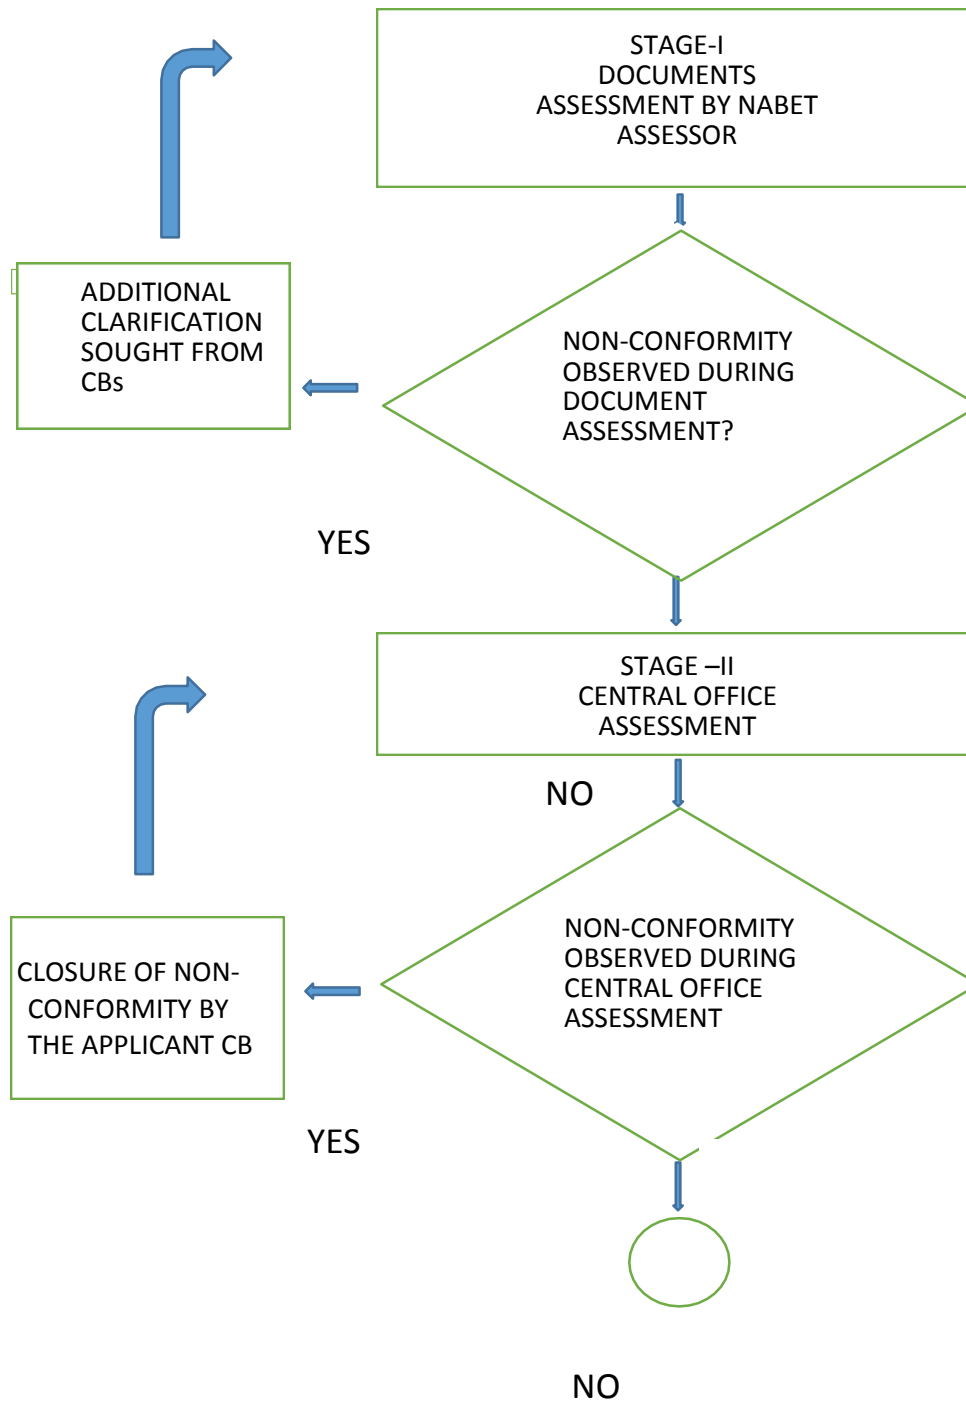 STAGE-I
DOCUMENTS
ASSESSMENT BY NABET
ASSESSOR
ADDITIONAL
CLARIFICATION
SOUGHT FROM
CBs
NON-CONFORMITY
OBSERVED DURING
DOCUMENT
ASSESSMENT?
YES
STAGE –II
CENTRAL OFFICE
ASSESSMENT
NO
NON-CONFORMITY
OBSERVED DURING
CENTRAL OFFICE
ASSESSMENT
CLOSURE OF NON-
CONFORMITY BY
THE APPLICANT CB
YES
NO